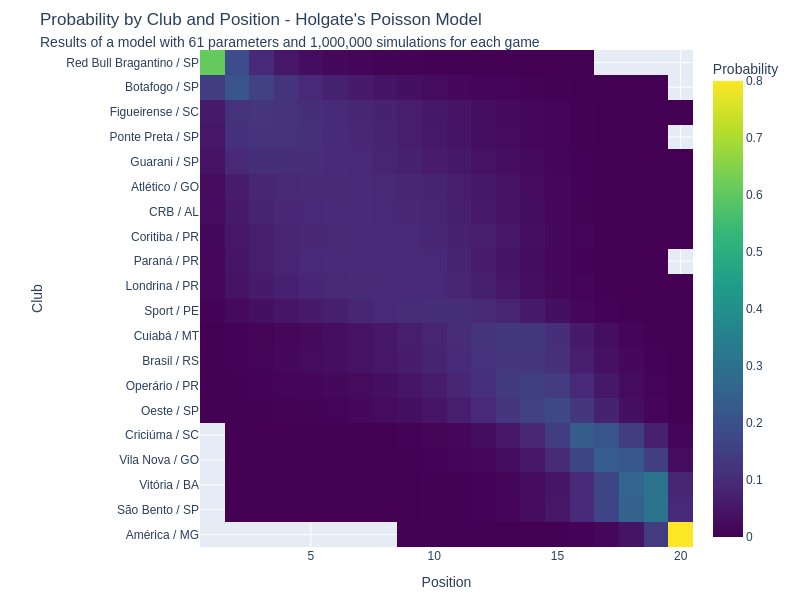 Probability by Club and Position - Holgate's Poisson Model
Results of a model with 61 parameters and 1,000,000 simulations for each game
Club
Red Bull Bragantino / SP
Botafogo / SP
Figueirense / SC
Ponte Preta / SP
Guarani / SP
Atlético / GO
CRB / AL
Coritiba / PR
Paraná / PR
Londrina / PR
Sport / PE
Cuiabá / MT
Brasil / RS
Operário / PR
Oeste / SP
Criciúma / SC
Vila Nova / GO
Vitória / BA
São Bento / SP
América / MG
5 10 15 20
Position
Probability
0.8
0.7
0.6
0.5
0.4
0.3
0.2
0.1
0